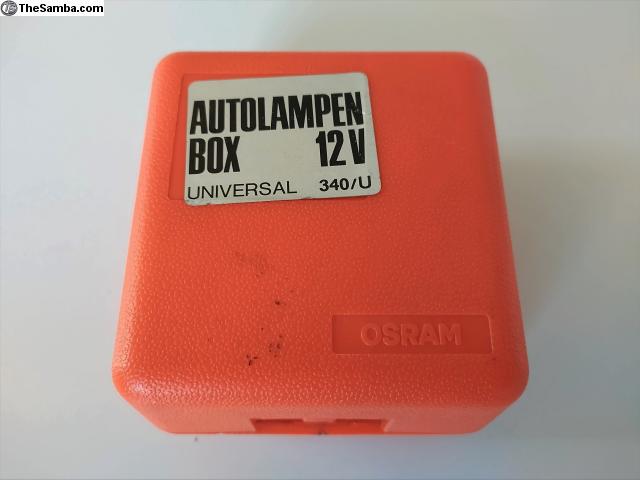 TheSamba.com
AUTOLAMPEN
BOX 12V
UNIVERSAL 340/U
OSRAM